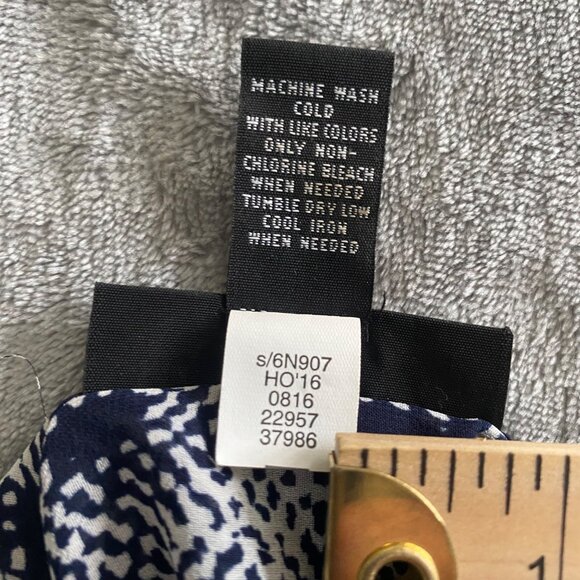 MACHINE WASH
COLD
WITH LIKE COLORS
ONLY NON-
CHLORINE BLEACH
WHEN NEEDED
TUMBLE DRY LOW
COOL IRON
WHEN NEEDED
s/6N907
HO'16
0816
22957
37986
1